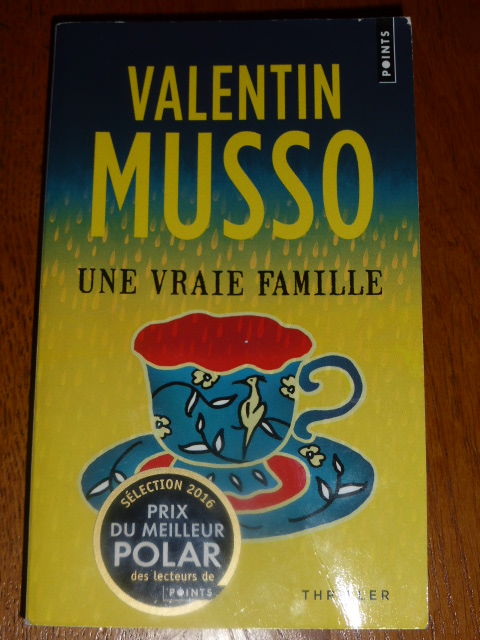 POINTS
VALENTIN
MUSSO
UNE VRAIE FAMILLE
SÉLECTION 2016
PRIX
DU MEILLEUR
POLAR
des lecteurs de
POINTS
THRILLER